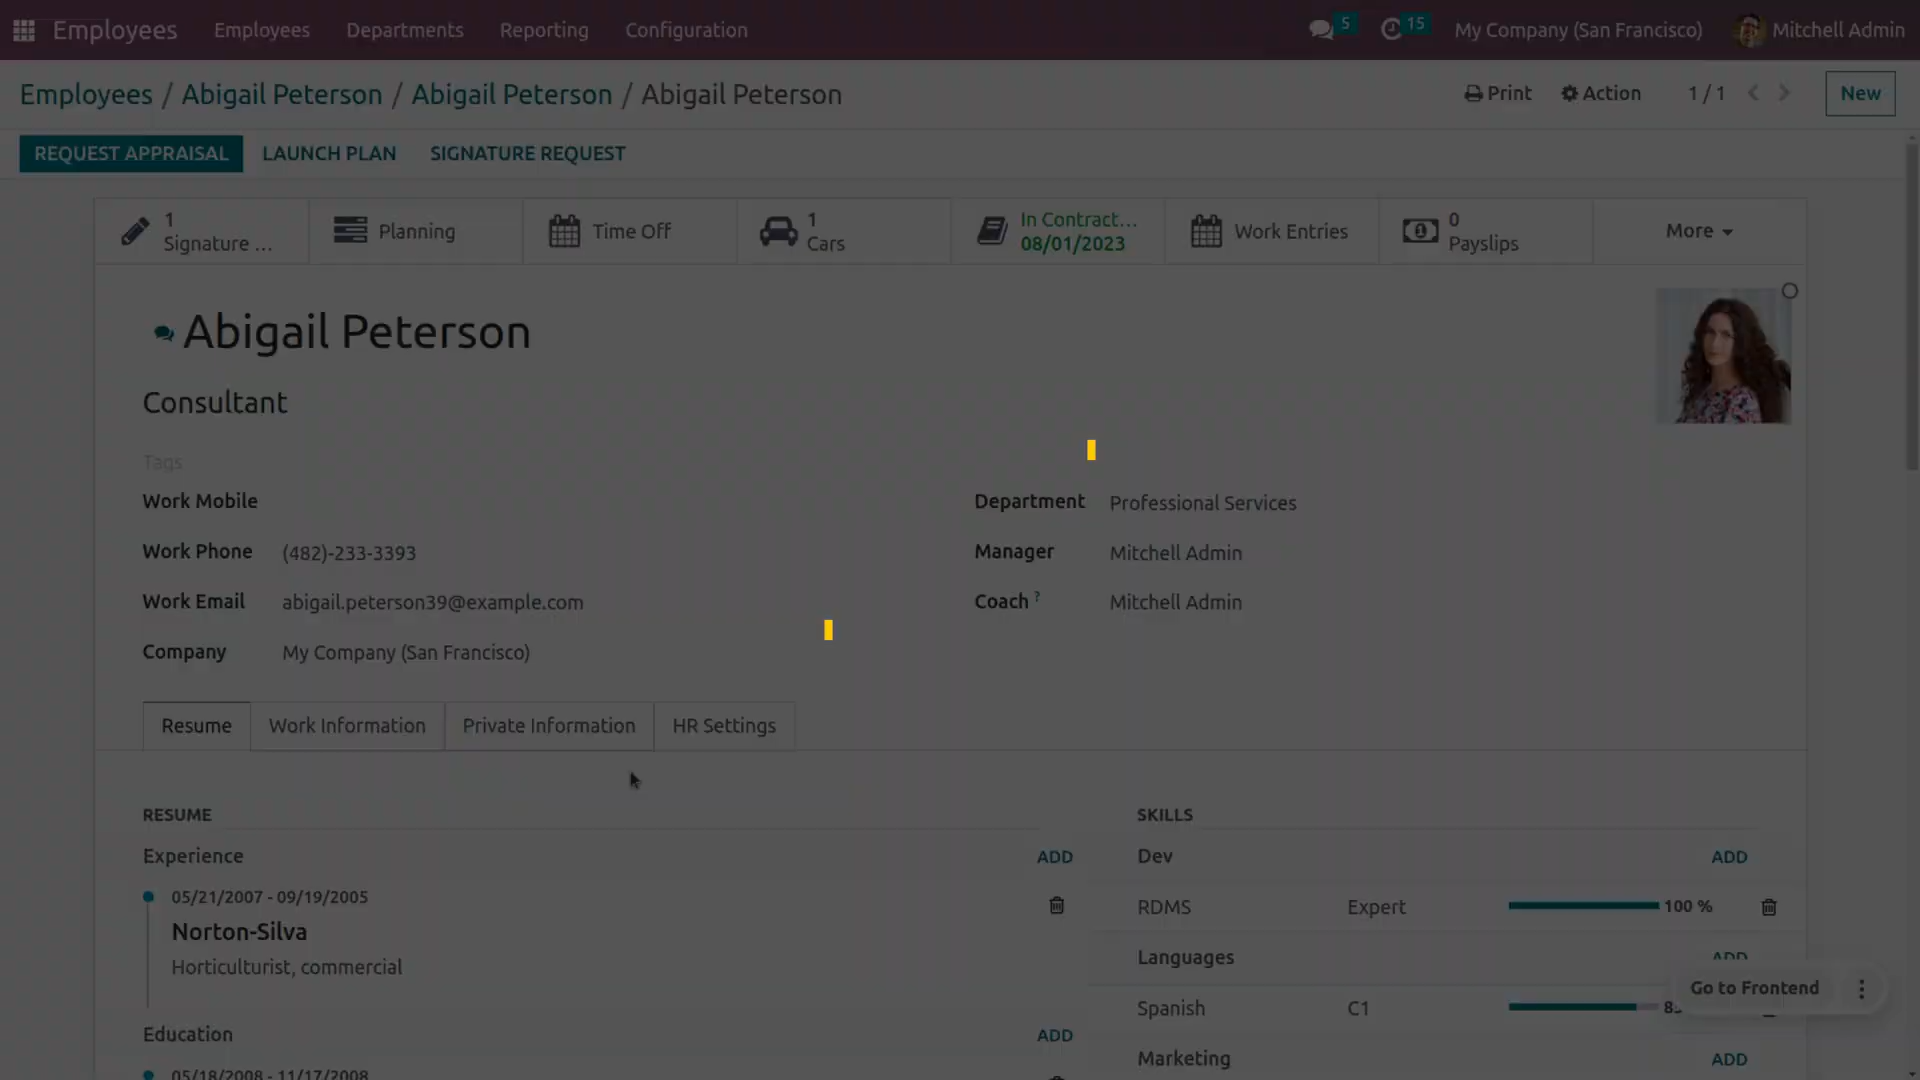 Employees Employees Departments Reporting Configuration 5 15 My Company (San Francisco) Mitchell Admin
Employees / Abigail Peterson / Abigail Peterson / Abigail Peterson Print Action 1 / 1 New
REQUEST APPRAISAL LAUNCH PLAN SIGNATURE REQUEST
1
Signature ...
Planning
Time Off
1
Cars
In Contract...
08/01/2023
Work Entries
0
Payslips
More
Abigail Peterson
Consultant
Tags
Work Mobile
Work Phone (482)-233-3393
Work Email abigail.peterson39@example.com
Company My Company (San Francisco)
Department Professional Services
Manager Mitchell Admin
Coach ? Mitchell Admin
Resume Work Information Private Information HR Settings
RESUME
Experience ADD
05/21/2007 - 09/19/2005
Norton-Silva
Horticulturist, commercial
Education ADD
05/18/2008 - 11/17/2008
SKILLS
Dev ADD
RDMS Expert 100 %
Languages ADD
Spanish C1
Marketing ADD
Go to Frontend